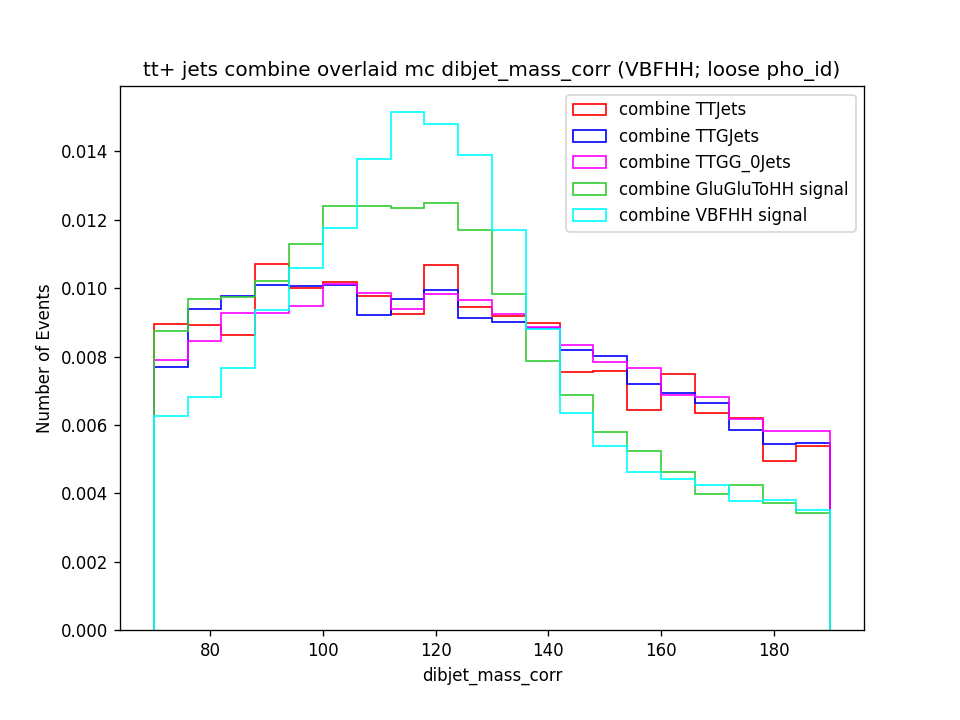 tt+ jets combine overlaid mc dibjet_mass_corr (VBFHH; loose pho_id)
combine TTJets
combine TTGJets
combine TTGG_0Jets
combine GluGluToHH signal
combine VBFHH signal
Number of Events
0.014
0.012
0.010
0.008
0.006
0.004
0.002
0.000
80 100 120 140 160 180
dibjet_mass_corr